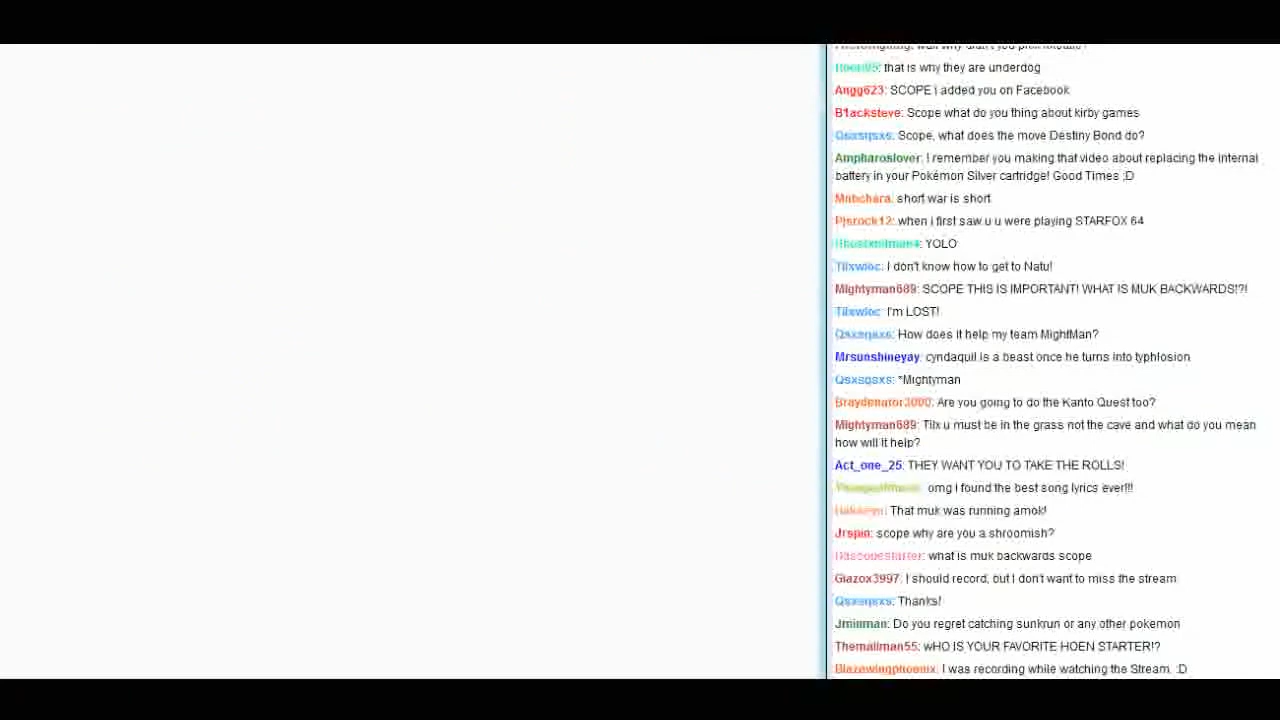 that is why they are underdog
Angg623: SCOPE i added you on Facebook
B1acksteve: Scope what do you thing about kirby games
Qsxsqsxs: Scope, what does the move Destiny Bond do?
Ampharoslover: I remember you making that video about replacing the internal
battery in your Pokémon Silver cartridge! Good Times ;D
short war is short
Pjsrock12: when i first saw u u were playing STARFOX 64
YOLO
Tilxwloc: I don't know how to get to Natu!
Mightyman689: SCOPE THIS IS IMPORTANT! WHAT IS MUK BACKWARDS!?!
Tilxwloc: I'm LOST!
Qsxsqsxs: How does it help my team MightMan?
Mrsunshineyay: cyndaquil is a beast once he turns into typhlosion
Qsxsqsxs: *Mightyman
Braydenator3000: Are you going to do the Kanto Quest too?
Mightyman689: Tilx u must be in the grass not the cave and what do you mean
how will it help?
Act_one_25: THEY WANT YOU TO TAKE THE ROLLS!
omg i found the best song lyrics ever!!!
That muk was running amok!
Jrspin: scope why are you a shroomish?
what is muk backwards scope
Giazox3997: I should record, but I don't want to miss the stream
Qsxsqsxs: Thanks!
Jminman: Do you regret catching sunkrun or any other pokemon
Themallman55: wHO IS YOUR FAVORITE HOEN STARTER!?
Blazewingphoenix: I was recording while watching the Stream. :D